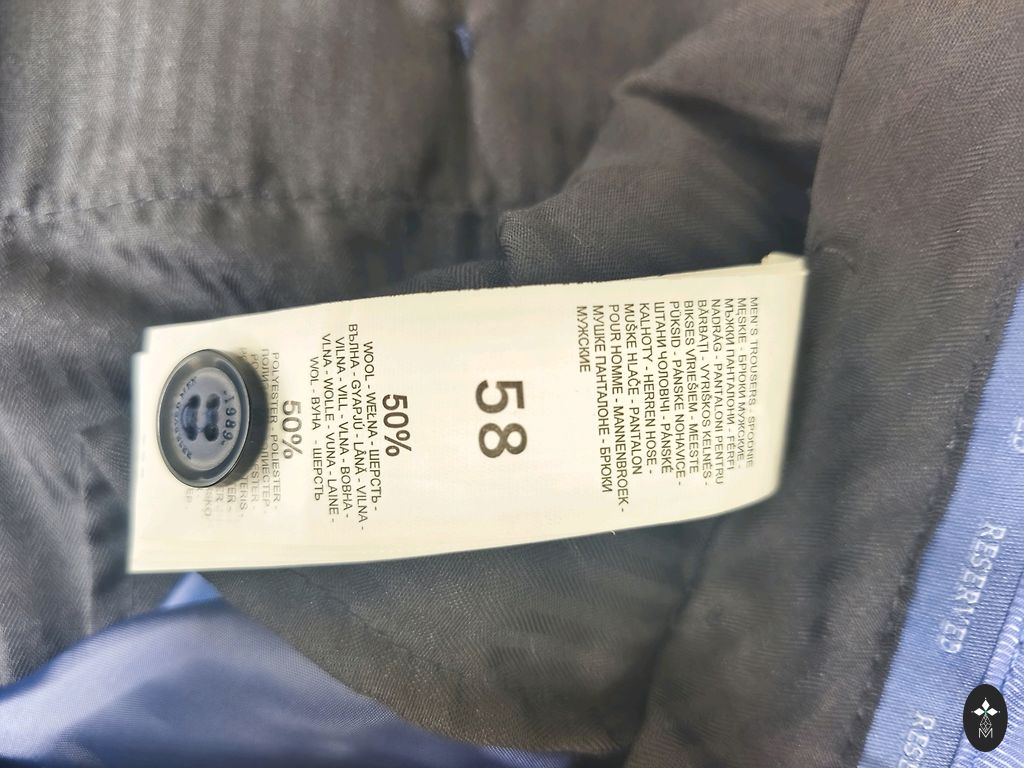 MEN'S TROUSERS - SPODNIE
MĘSKIE - БРЮКИ МУЖСКИЕ -
МЪЖКИ ПАНТАЛОНИ - FÉRFI
NADRÁG - PANTALONI PENTRU
BĂRBAȚI - VYRIŠKOS KELNĖS -
BIKSES VĪRIEŠIEM - MEESTE
PÜKSID - PÁNSKE NOHAVICE -
ШТАНИ ЧОЛОВІЧІ - PÁNSKÉ
KALHOTY - HERREN HOSE -
MUŠKE HLAČE - PANTALON
POUR HOMME - MANNENBROEK -
МУШКЕ ПАНТАЛОНЕ - БРЮКИ
МУЖСКИЕ
58
50%
WOOL - WEŁNA - ШЕРСТЬ -
ВЪЛНА - GYAPJÚ - LÂNĂ - VILNA -
VILNA - VILL - VLNA - ВОВНА -
VLNA - WOLLE - VUNA - LAINE -
WOL - ВУНА - ШЕРСТЬ
50%
POLYESTER - POLIESTER -
1989
RESERVED
RESE